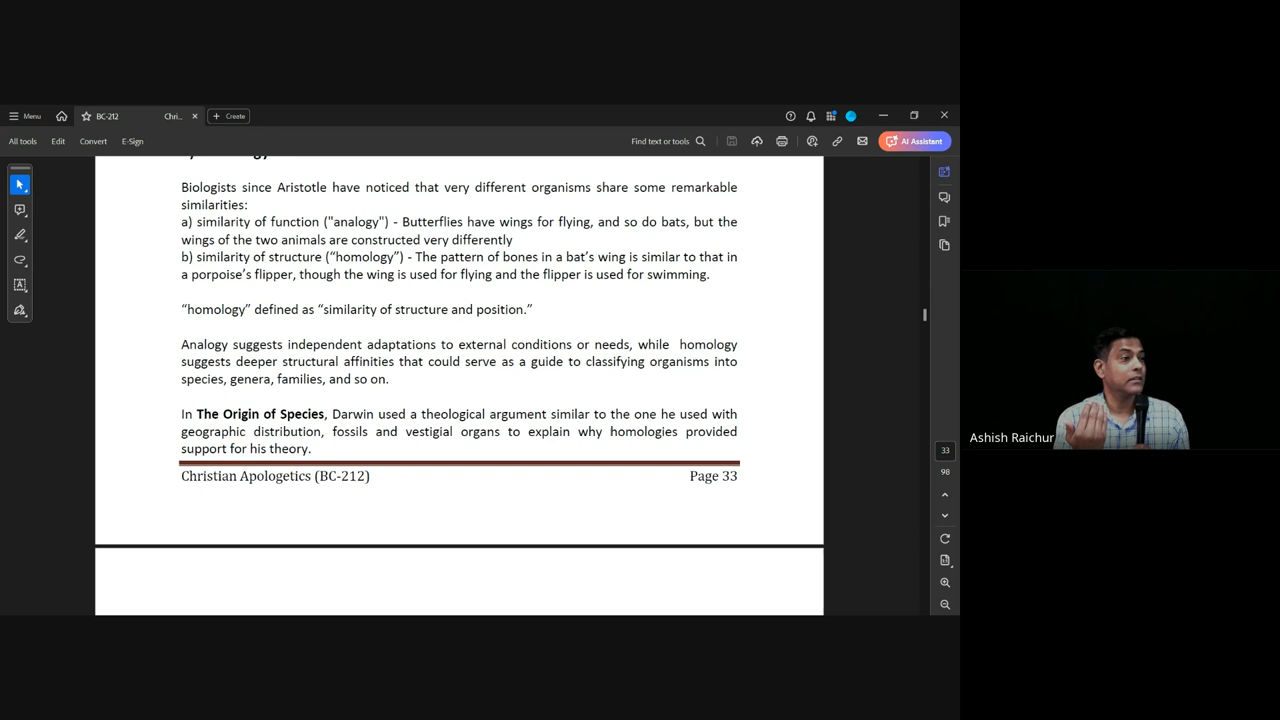 Menu
BC-212
Chri...
Create
All tools
Edit
Convert
E-Sign
Find text or tools
AI Assistant
Biologists since Aristotle have noticed that very different organisms share some remarkable
similarities:
a) similarity of function ("analogy") - Butterflies have wings for flying, and so do bats, but the
wings of the two animals are constructed very differently
b) similarity of structure (“homology”) - The pattern of bones in a bat’s wing is similar to that in
a porpoise’s flipper, though the wing is used for flying and the flipper is used for swimming.
“homology” defined as “similarity of structure and position.”
Analogy suggests independent adaptations to external conditions or needs, while homology
suggests deeper structural affinities that could serve as a guide to classifying organisms into
species, genera, families, and so on.
In The Origin of Species, Darwin used a theological argument similar to the one he used with
geographic distribution, fossils and vestigial organs to explain why homologies provided
support for his theory.
Christian Apologetics (BC-212)
Page 33
33
98
Ashish Raichur